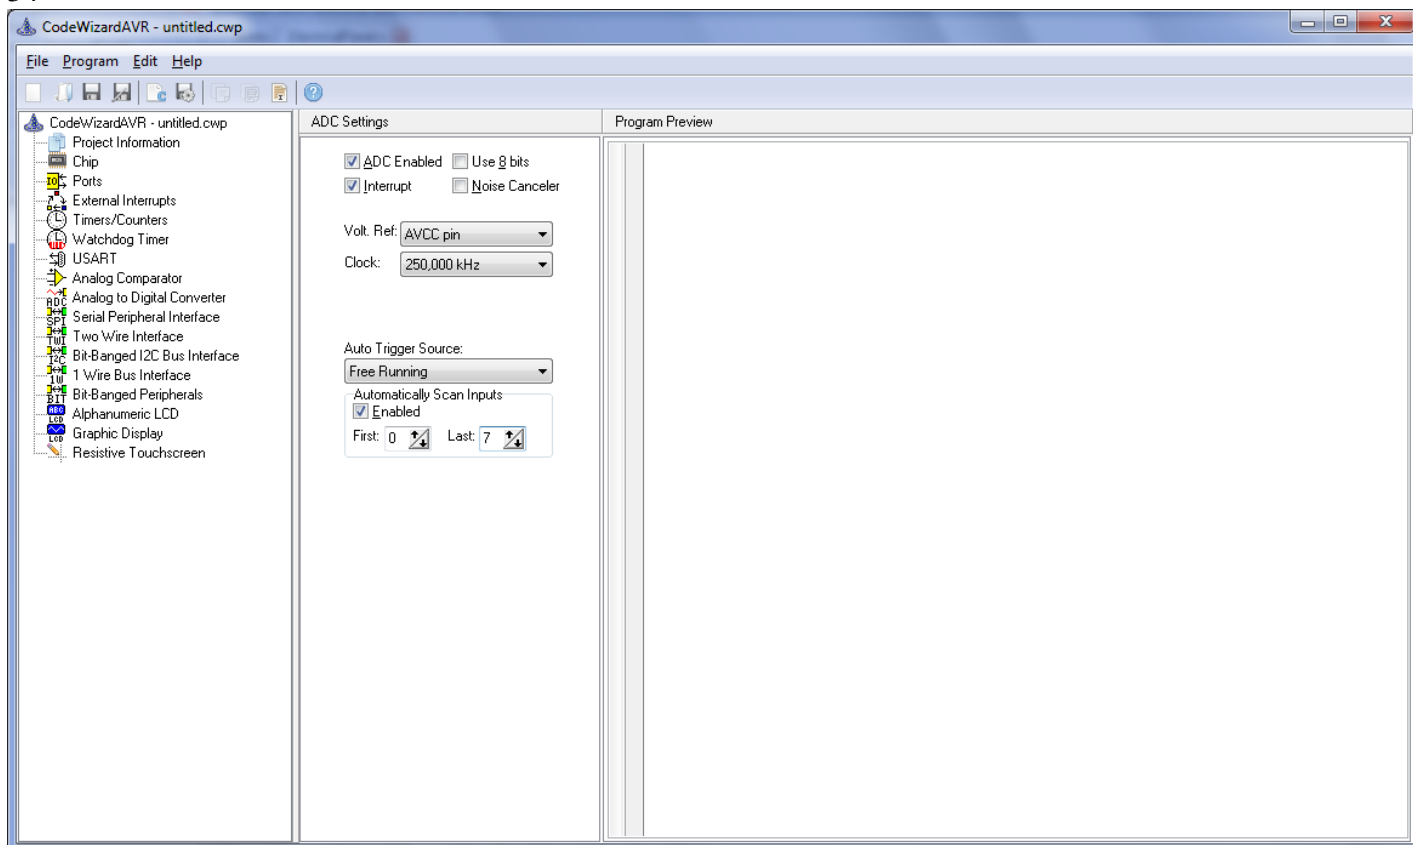 CodeWizardAVR - untitled.cwp
File Program Edit Help
CodeWizardAVR - untitled.cwp
Project Information
Chip
Ports
External Interrupts
Timers/Counters
Watchdog Timer
USART
Analog Comparator
Analog to Digital Converter
Serial Peripheral Interface
Two Wire Interface
Bit-Banged I2C Bus Interface
1 Wire Bus Interface
Bit-Banged Peripherals
Alphanumeric LCD
Graphic Display
Resistive Touchscreen
ADC Settings
ADC Enabled Use 8 bits
Interrupt Noise Canceler
Volt. Ref: AVCC pin
Clock: 250,000 kHz
Auto Trigger Source:
Free Running
Automatically Scan Inputs
Enabled
First: 0 Last: 7
Program Preview